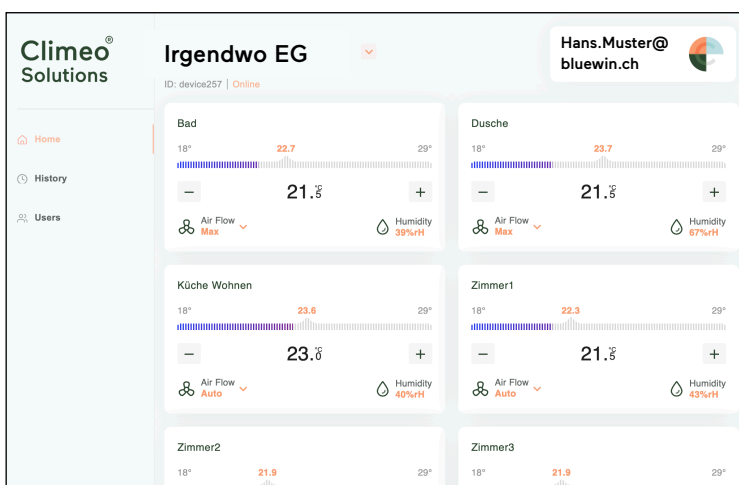 Climeo®
Solutions
Irgendwo EG
Hans.Muster@
bluewin.ch
ID: device257 | Online
Home
History
Users
Bad
18° 22.7 29°
21.5 °C
Air Flow
Max
Humidity
39%rH
Dusche
18° 23.7 29°
21.5 °C
Air Flow
Max
Humidity
67%rH
Küche Wohnen
18° 23.6 29°
23.0 °C
Air Flow
Auto
Humidity
40%rH
Zimmer1
18° 22.3 29°
21.5 °C
Air Flow
Auto
Humidity
43%rH
Zimmer2
18° 21.9 29°
Zimmer3
18° 21.9 29°